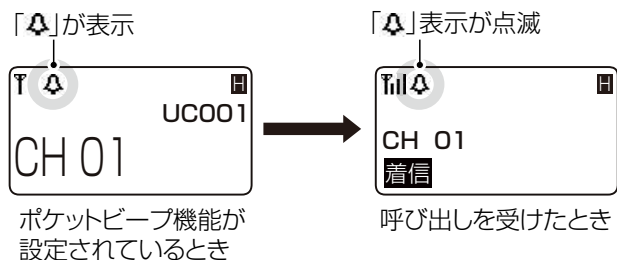 「🔔」が表示
「🔔」表示が点滅
H
UC001
CH 01
H
CH 01
着信
ポケットビープ機能が
設定されているとき
呼び出しを受けたとき